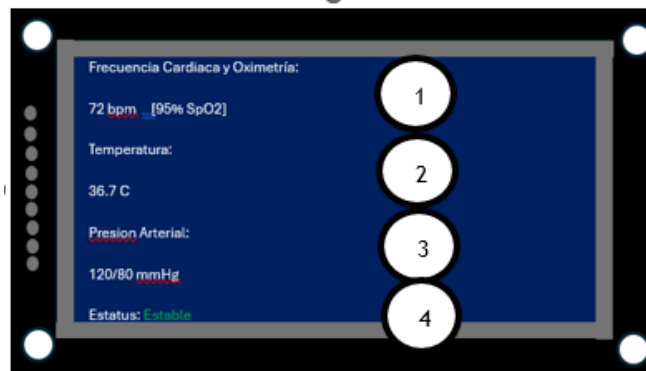 Frecuencia Cardiaca y Oximetría:
1
72 bpm [95% SpO2]
Temperatura:
2
36.7 C
Presion Arterial:
3
120/80 mmHg
Estatus: Estable
4